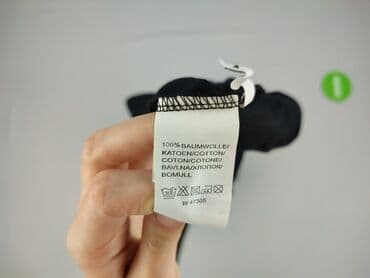 100% BAUMWOLLE/
KATOEN/COTTON/
COTON/COTONE/
BAVLNA/ХЛОПОК/
BOMULL
W 47305